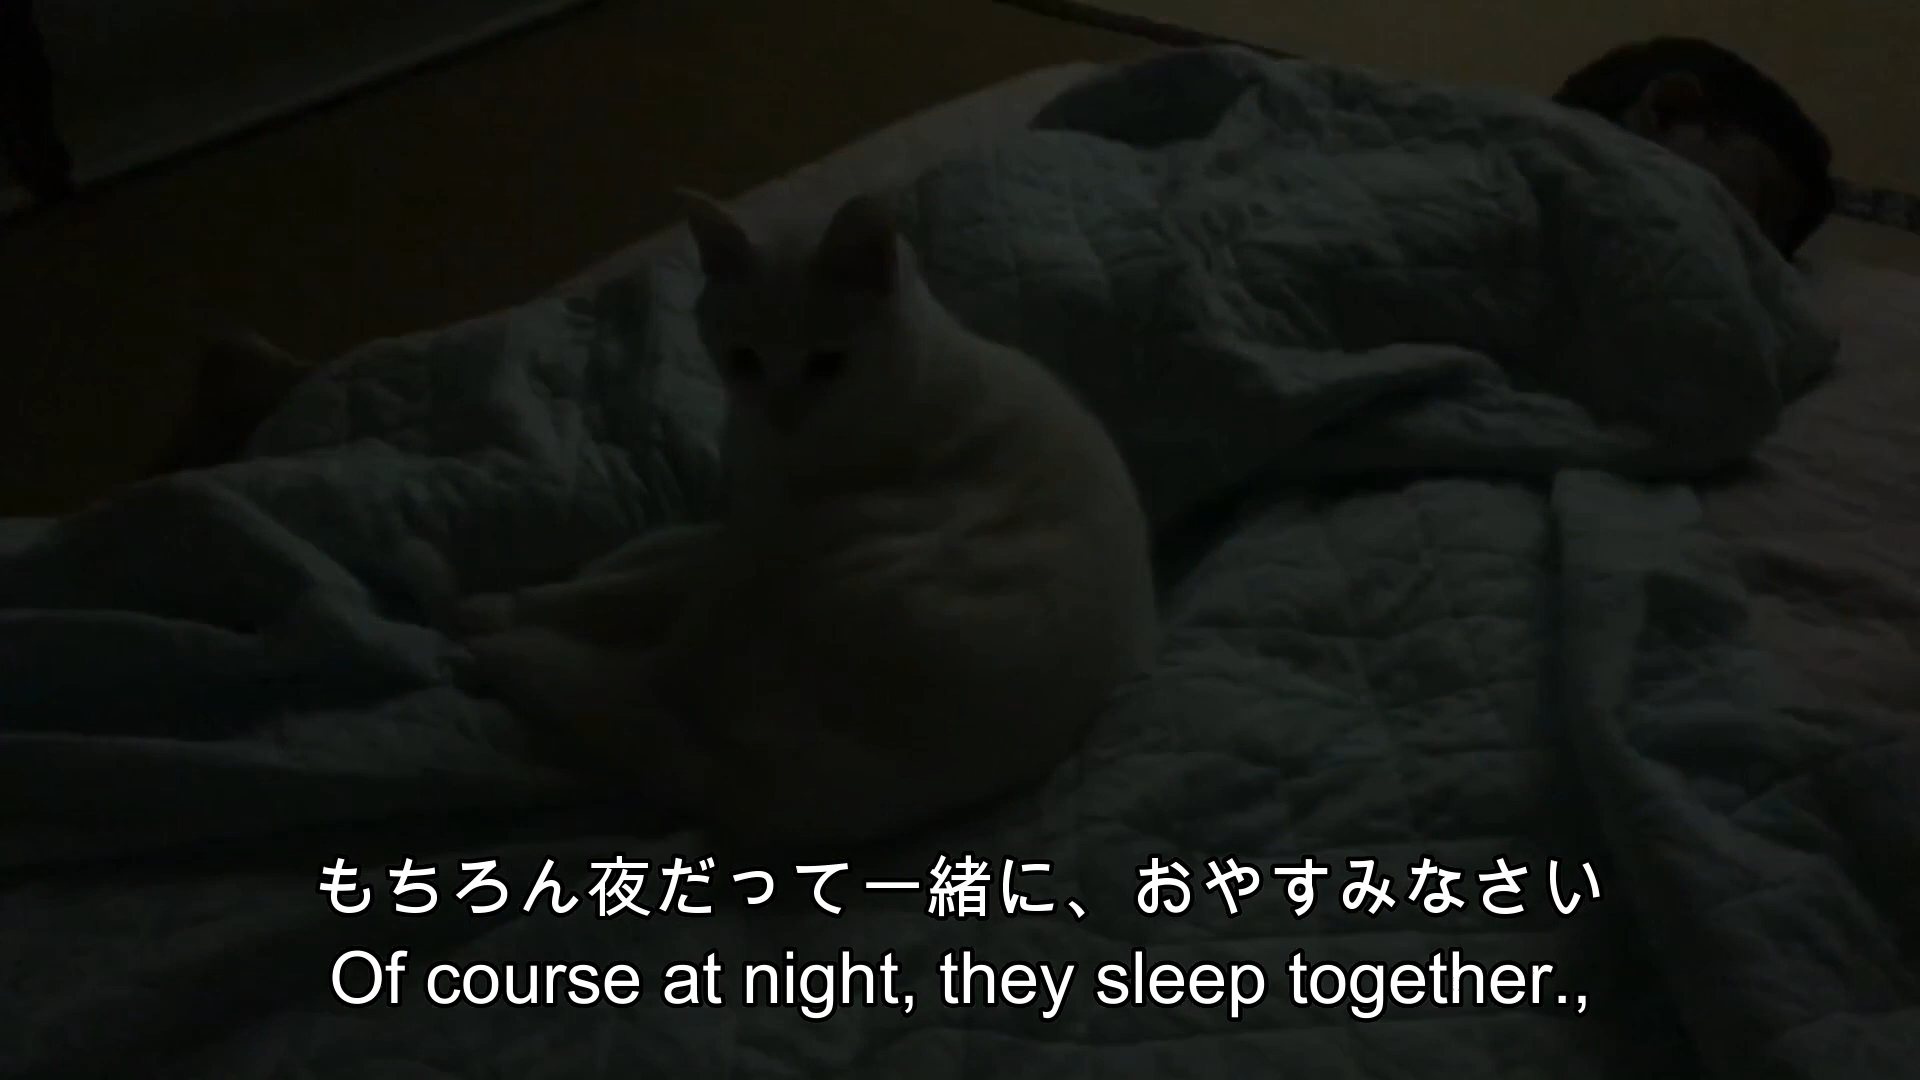 もちろん夜だって一緒に、おやすみなさい
Of course at night, they sleep together.,